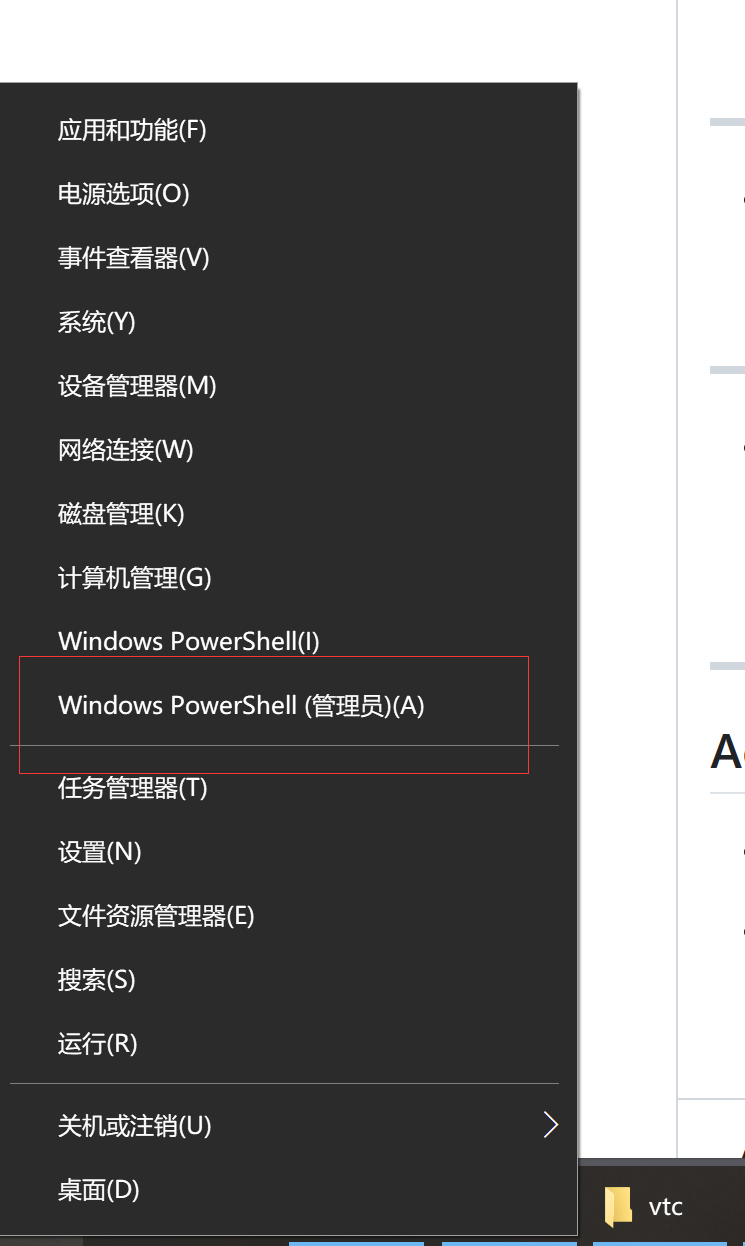 应用和功能(F)
电源选项(O)
事件查看器(V)
系统(Y)
设备管理器(M)
网络连接(W)
磁盘管理(K)
计算机管理(G)
Windows PowerShell(I)
Windows PowerShell (管理员)(A)
任务管理器(T)
设置(N)
文件资源管理器(E)
搜索(S)
运行(R)
关机或注销(U)
桌面(D)
vtc